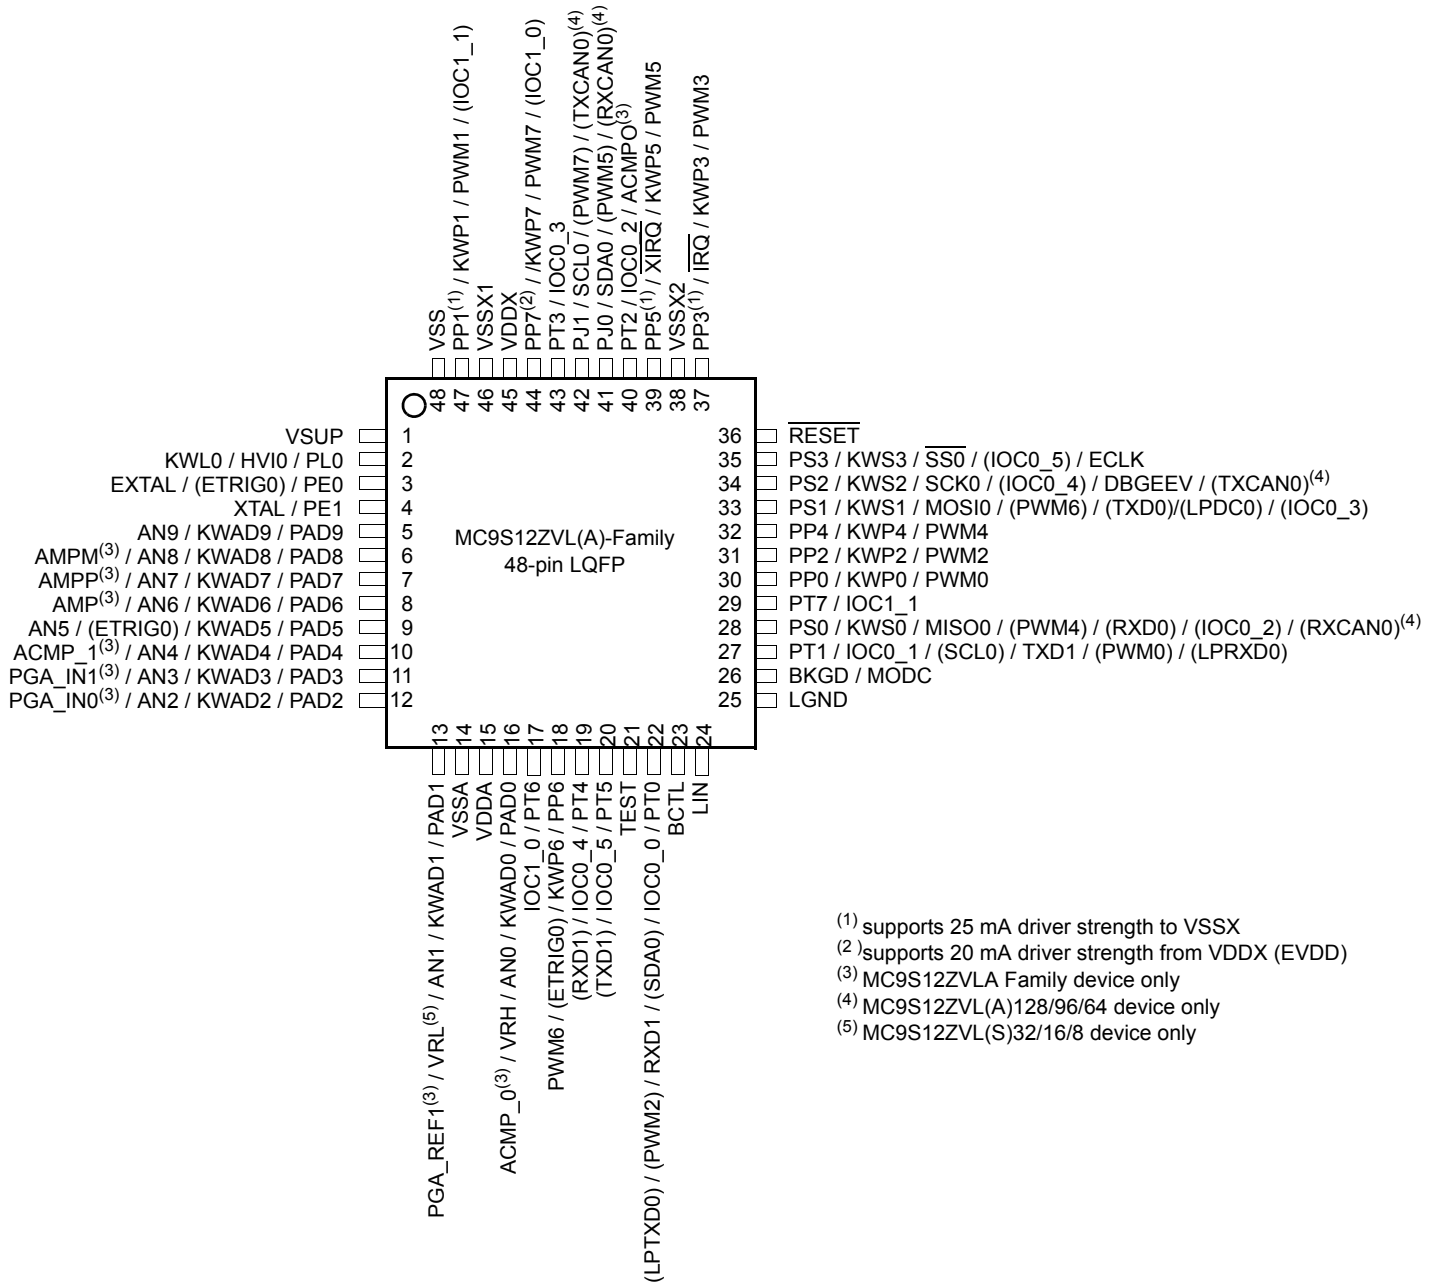 VSS
PP1(1) / KWP1 / PWM1 / (IOC1_1)
VSSX1
VDDX
PP7(2) / /KWP7 / PWM7 / (IOC1_0)
PT3 / IOC0_3
PJ1 / SCL0 / (PWM7) / (TXCAN0)(4)
PJ0 / SDA0 / (PWM5) / (RXCAN0)(4)
PT2 / IOC0_2 / ACMPO(3)
PP5(1) / XIRQ / KWP5 / PWM5
VSSX2
PP3(1) / IRQ / KWP3 / PWM3
48 47 46 45 44 43 42 41 40 39 38 37
VSUP 1
KWL0 / HVI0 / PL0 2
EXTAL / (ETRIG0) / PE0 3
XTAL / PE1 4
AN9 / KWAD9 / PAD9 5
AMPM(3) / AN8 / KWAD8 / PAD8 6
AMPP(3) / AN7 / KWAD7 / PAD7 7
AMP(3) / AN6 / KWAD6 / PAD6 8
AN5 / (ETRIG0) / KWAD5 / PAD5 9
ACMP_1(3) / AN4 / KWAD4 / PAD4 10
PGA_IN1(3) / AN3 / KWAD3 / PAD3 11
PGA_IN0(3) / AN2 / KWAD2 / PAD2 12
MC9S12ZVL(A)-Family
48-pin LQFP
36 RESET
35 PS3 / KWS3 / SS0 / (IOC0_5) / ECLK
34 PS2 / KWS2 / SCK0 / (IOC0_4) / DBGEEV / (TXCAN0)(4)
33 PS1 / KWS1 / MOSI0 / (PWM6) / (TXD0)/(LPDC0) / (IOC0_3)
32 PP4 / KWP4 / PWM4
31 PP2 / KWP2 / PWM2
30 PP0 / KWP0 / PWM0
29 PT7 / IOC1_1
28 PS0 / KWS0 / MISO0 / (PWM4) / (RXD0) / (IOC0_2) / (RXCAN0)(4)
27 PT1 / IOC0_1 / (SCL0) / TXD1 / (PWM0) / (LPRXD0)
26 BKGD / MODC
25 LGND
13 14 15 16 17 18 19 20 21 22 23 24
PGA_REF1(3) / VRL(5) / AN1 / KWAD1 / PAD1
VSSA
VDDA
ACMP_0(3) / VRH / AN0 / KWAD0 / PAD0
IOC1_0 / PT6
PWM6 / (ETRIG0) / KWP6 / PP6
(RXD1) / IOC0_4 / PT4
(TXD1) / IOC0_5 / PT5
TEST
(LPTXD0) / (PWM2) / RXD1 / (SDA0) / IOC0_0 / PT0
BCTL
LIN
(1) supports 25 mA driver strength to VSSX
(2 )supports 20 mA driver strength from VDDX (EVDD)
(3) MC9S12ZVLA Family device only
(4) MC9S12ZVL(A)128/96/64 device only
(5) MC9S12ZVL(S)32/16/8 device only